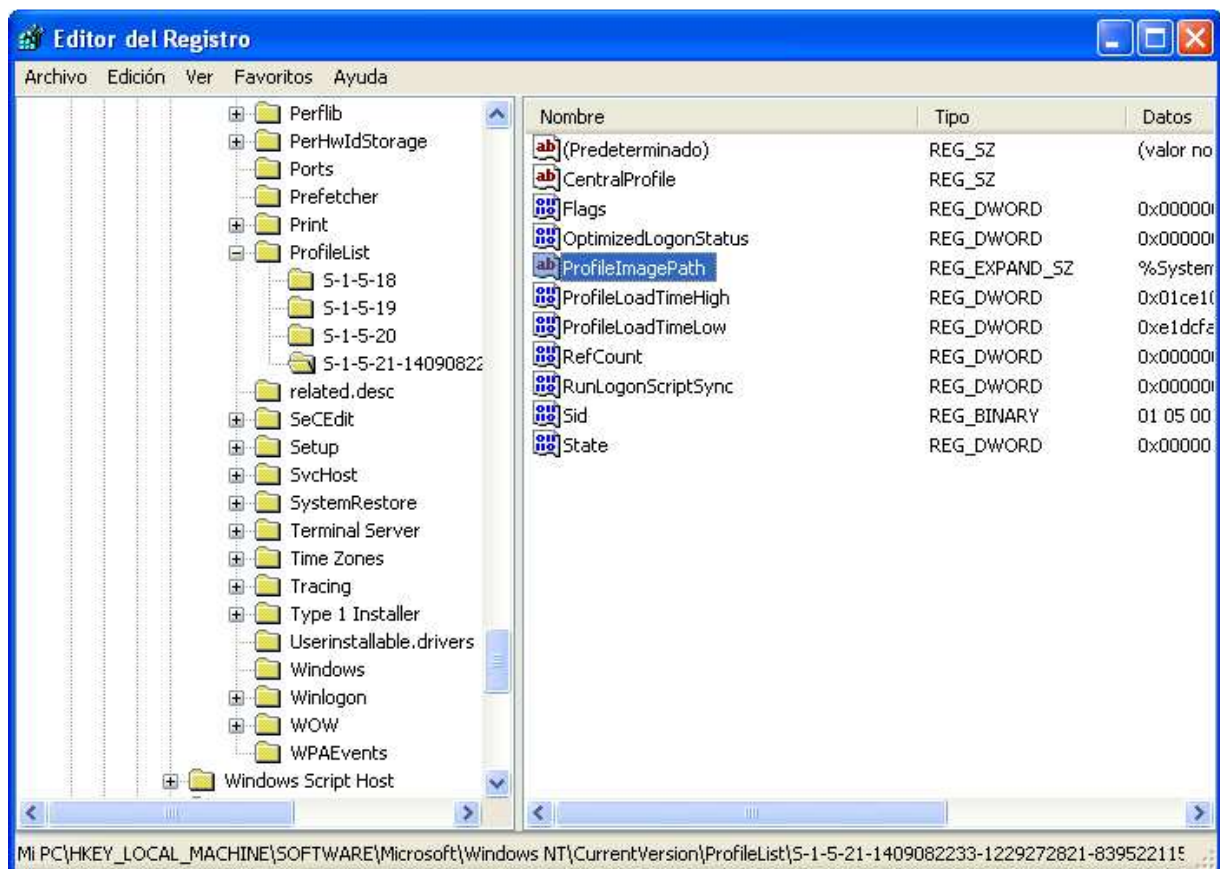 Editor del Registro
Archivo Edición Ver Favoritos Ayuda
Perflib
PerHwIdStorage
Ports
Prefetcher
Print
ProfileList
S-1-5-18
S-1-5-19
S-1-5-20
S-1-5-21-14090822
related.desc
SeCEdit
Setup
SvcHost
SystemRestore
Terminal Server
Time Zones
Tracing
Type 1 Installer
Userinstallable.drivers
Windows
Winlogon
WOW
WPAEvents
Windows Script Host
Nombre Tipo Datos
(Predeterminado) REG_SZ (valor no
CentralProfile REG_SZ
Flags REG_DWORD 0x000000
OptimizedLogonStatus REG_DWORD 0x000000
ProfileImagePath REG_EXPAND_SZ %System
ProfileLoadTimeHigh REG_DWORD 0x01ce10
ProfileLoadTimeLow REG_DWORD 0xe1dcfa
RefCount REG_DWORD 0x000000
RunLogonScriptSync REG_DWORD 0x000000
Sid REG_BINARY 01 05 00
State REG_DWORD 0x00000
Mi PC\HKEY_LOCAL_MACHINE\SOFTWARE\Microsoft\Windows NT\CurrentVersion\ProfileList\S-1-5-21-1409082233-1229272821-839522115